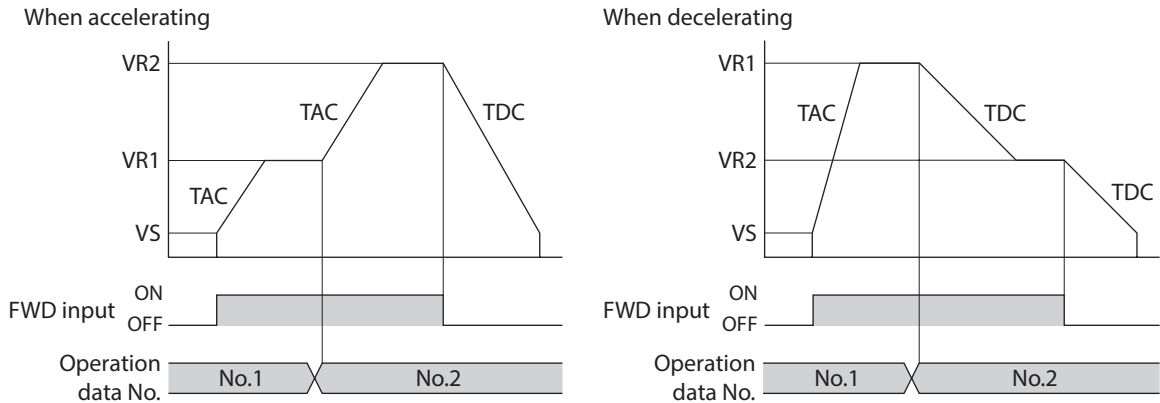 When accelerating
VR2
TAC
TDC
VR1
TAC
VS
FWD input
ON
OFF
Operation
data No.
No.1
No.2
When decelerating
VR1
TAC
TDC
VR2
TDC
VS
FWD input
ON
OFF
Operation
data No.
No.1
No.2